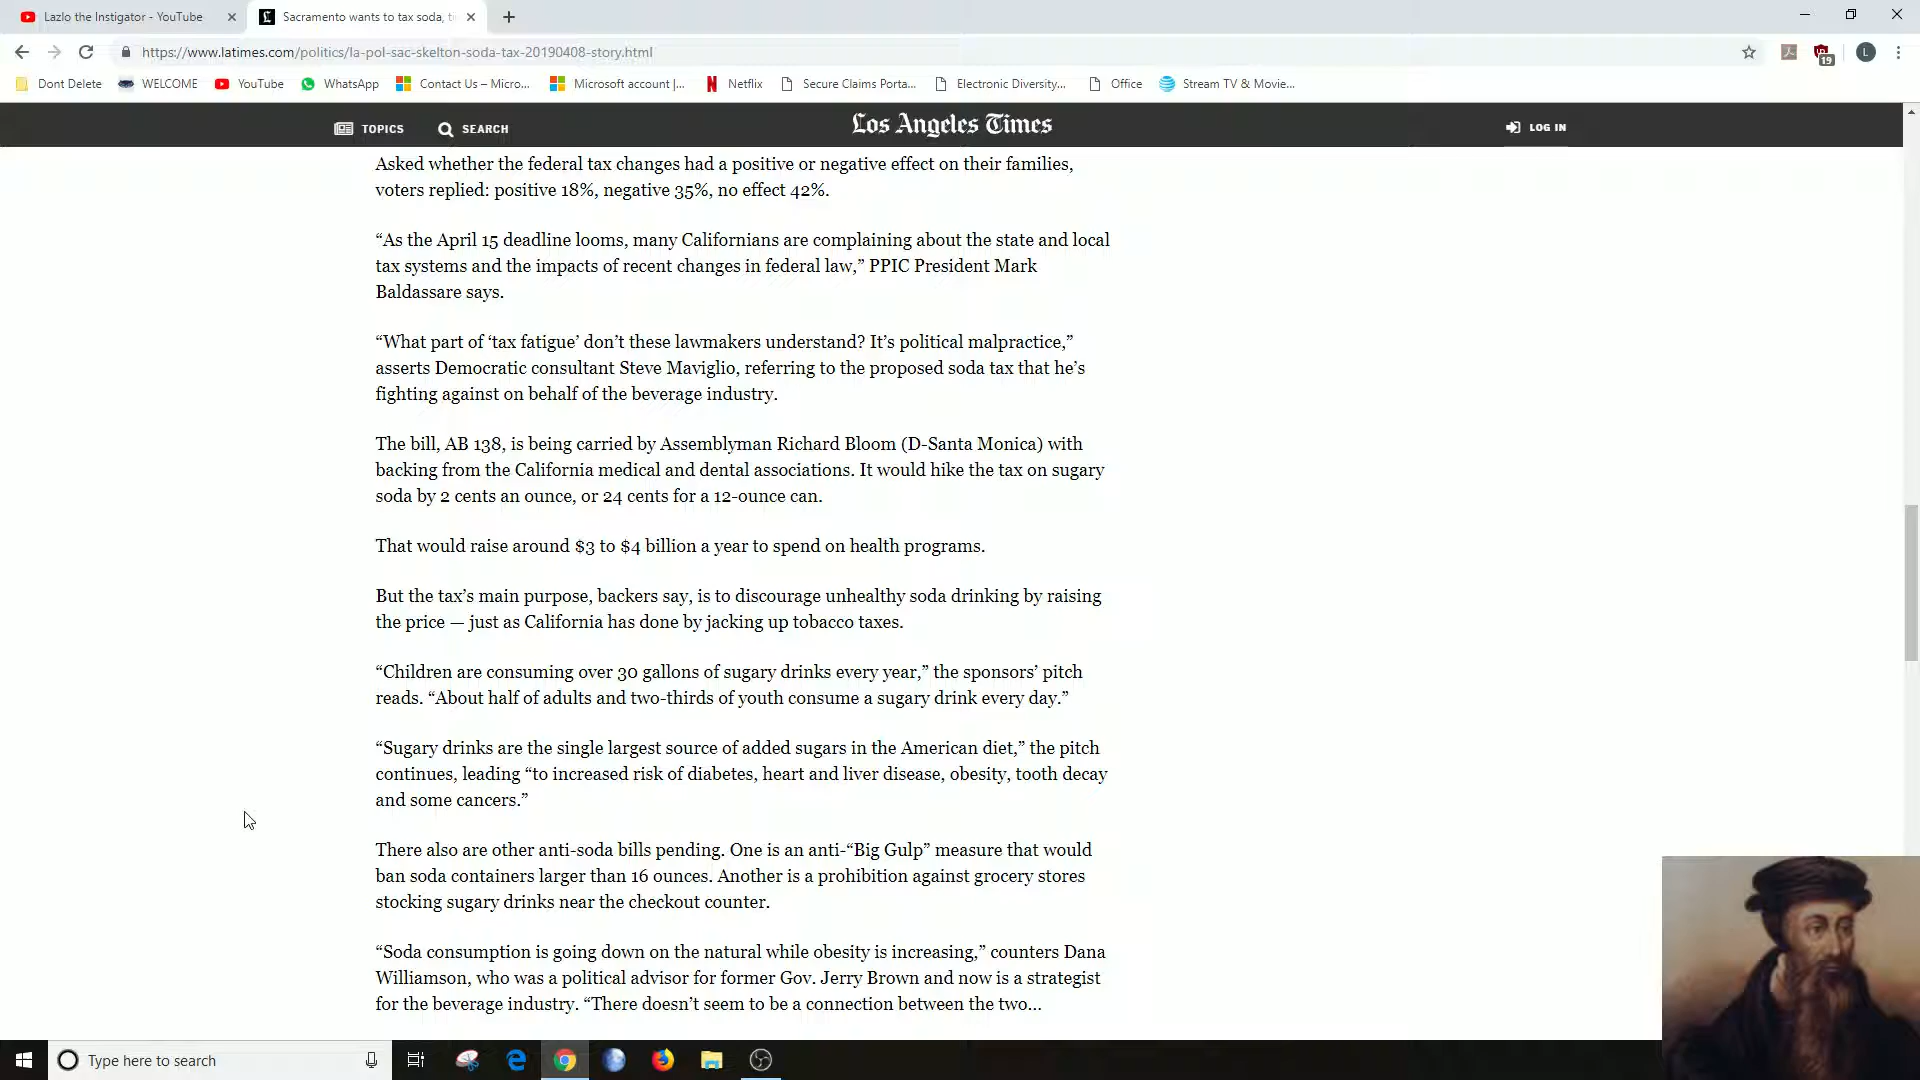 Lazlo the Instigator - YouTube
Sacramento wants to tax soda, ti
https://www.latimes.com/politics/la-pol-sac-skelton-soda-tax-20190408-story.html
19
L
Dont Delete
WELCOME
YouTube
WhatsApp
Contact Us – Micro...
Microsoft account |...
Netflix
Secure Claims Porta...
Electronic Diversity...
Office
Stream TV & Movie...
TOPICS
SEARCH
Los Angeles Times
LOG IN
Asked whether the federal tax changes had a positive or negative effect on their families,
voters replied: positive 18%, negative 35%, no effect 42%.
“As the April 15 deadline looms, many Californians are complaining about the state and local
tax systems and the impacts of recent changes in federal law,” PPIC President Mark
Baldassare says.
“What part of ‘tax fatigue’ don’t these lawmakers understand? It’s political malpractice,”
asserts Democratic consultant Steve Maviglio, referring to the proposed soda tax that he’s
fighting against on behalf of the beverage industry.
The bill, AB 138, is being carried by Assemblyman Richard Bloom (D-Santa Monica) with
backing from the California medical and dental associations. It would hike the tax on sugary
soda by 2 cents an ounce, or 24 cents for a 12-ounce can.
That would raise around $3 to $4 billion a year to spend on health programs.
But the tax’s main purpose, backers say, is to discourage unhealthy soda drinking by raising
the price — just as California has done by jacking up tobacco taxes.
“Children are consuming over 30 gallons of sugary drinks every year,” the sponsors’ pitch
reads. “About half of adults and two-thirds of youth consume a sugary drink every day.”
“Sugary drinks are the single largest source of added sugars in the American diet,” the pitch
continues, leading “to increased risk of diabetes, heart and liver disease, obesity, tooth decay
and some cancers.”
There also are other anti-soda bills pending. One is an anti-“Big Gulp” measure that would
ban soda containers larger than 16 ounces. Another is a prohibition against grocery stores
stocking sugary drinks near the checkout counter.
“Soda consumption is going down on the natural while obesity is increasing,” counters Dana
Williamson, who was a political advisor for former Gov. Jerry Brown and now is a strategist
for the beverage industry. “There doesn’t seem to be a connection between the two...
Type here to search